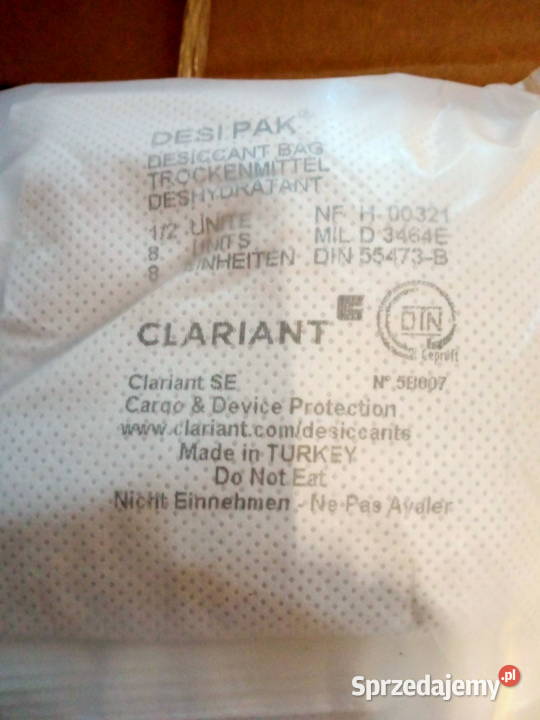 DESI PAK®
DESICCANT BAG
TROCKENMITTEL
DESHYDRATANT
1/2 UNITE NF H 00321
8 UNITS MIL D 3464E
8 EINHEITEN DIN 55473-B
CLARIANT
DIN
Geprüft
Clariant SE N° 5B007
Cargo & Device Protection
www.clariant.com/desiccants
Made in TURKEY
Do Not Eat
Nicht Einnehmen - Ne Pas Avaler
Sprzedajemy.pl